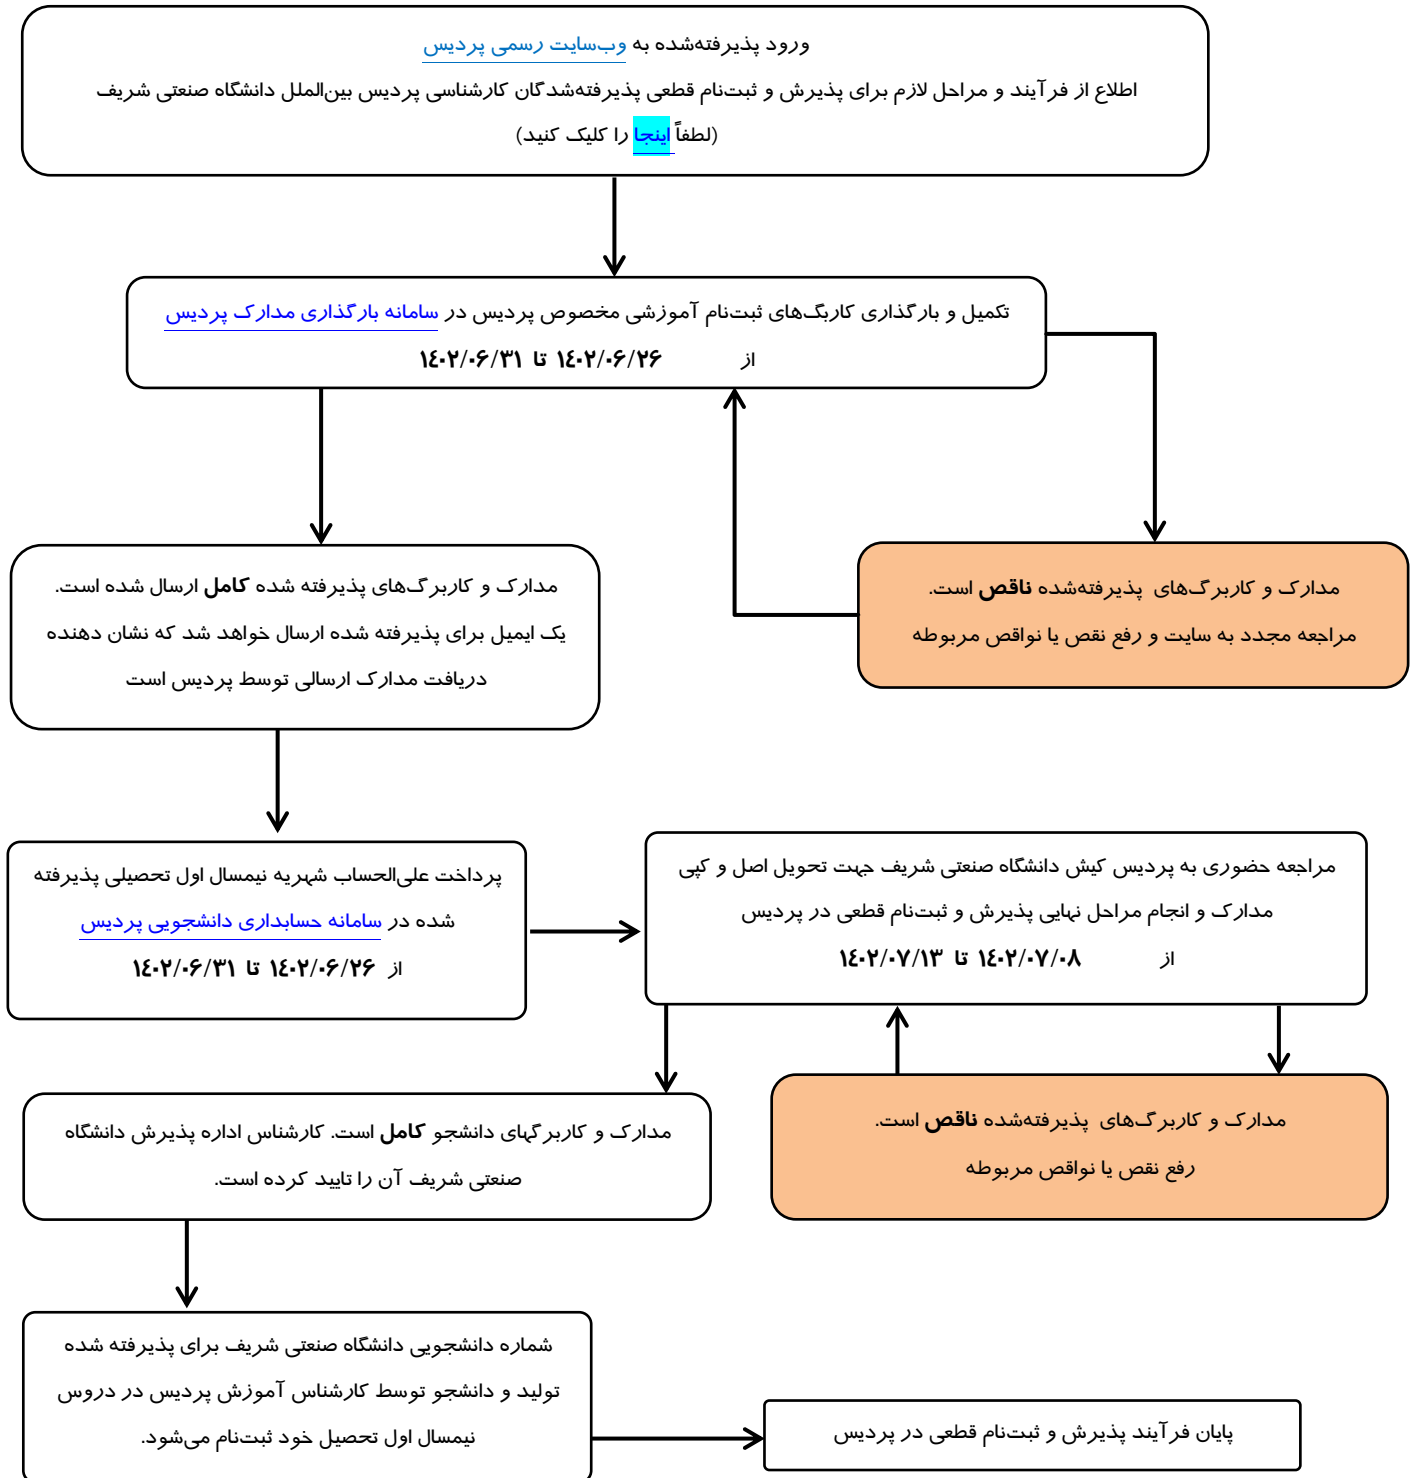 ورود پذیرفته‌شده به وب‌سایت رسمی پردیس
اطلاع از فرآیند و مراحل لازم برای پذیرش و ثبت‌نام قطعی پذیرفته‌شدگان کارشناسی پردیس بین‌الملل دانشگاه صنعتی شریف
(لطفاً اینجا را کلیک کنید)
تکمیل و بارگذاری کاربگ‌های ثبت‌نام آموزشی مخصوص پردیس در سامانه بارگذاری مدارک پردیس
از ۱٤۰۲/۰۶/۲۶ تا ۱٤۰۲/۰۶/۳۱
مدارک و کاربرگ‌های پذیرفته‌شده ناقص است.
مراجعه مجدد به سایت و رفع نقص یا نواقص مربوطه
مدارک و کاربرگ‌های پذیرفته شده کامل ارسال شده است.
یک ایمیل برای پذیرفته شده ارسال خواهد شد که نشان دهنده
دریافت مدارک ارسالی توسط پردیس است
پرداخت علی‌الحساب شهریه نیمسال اول تحصیلی پذیرفته
شده در سامانه حسابداری دانشجویی پردیس
از ۱٤۰۲/۰۶/۲۶ تا ۱٤۰۲/۰۶/۳۱
مراجعه حضوری به پردیس کیش دانشگاه صنعتی شریف جهت تحویل اصل و کپی
مدارک و انجام مراحل نهایی پذیرش و ثبت‌نام قطعی در پردیس
از ۱٤۰۲/۰۷/۰۸ تا ۱٤۰۲/۰۷/۱۳
مدارک و کاربرگ‌های پذیرفته‌شده ناقص است.
رفع نقص یا نواقص مربوطه
مدارک و کاربرگهای دانشجو کامل است. کارشناس اداره پذیرش دانشگاه
صنعتی شریف آن را تایید کرده است.
شماره دانشجویی دانشگاه صنعتی شریف برای پذیرفته شده
تولید و دانشجو توسط کارشناس آموزش پردیس در دروس
نیمسال اول تحصیل خود ثبت‌نام می‌شود.
پایان فرآیند پذیرش و ثبت‌نام قطعی در پردیس